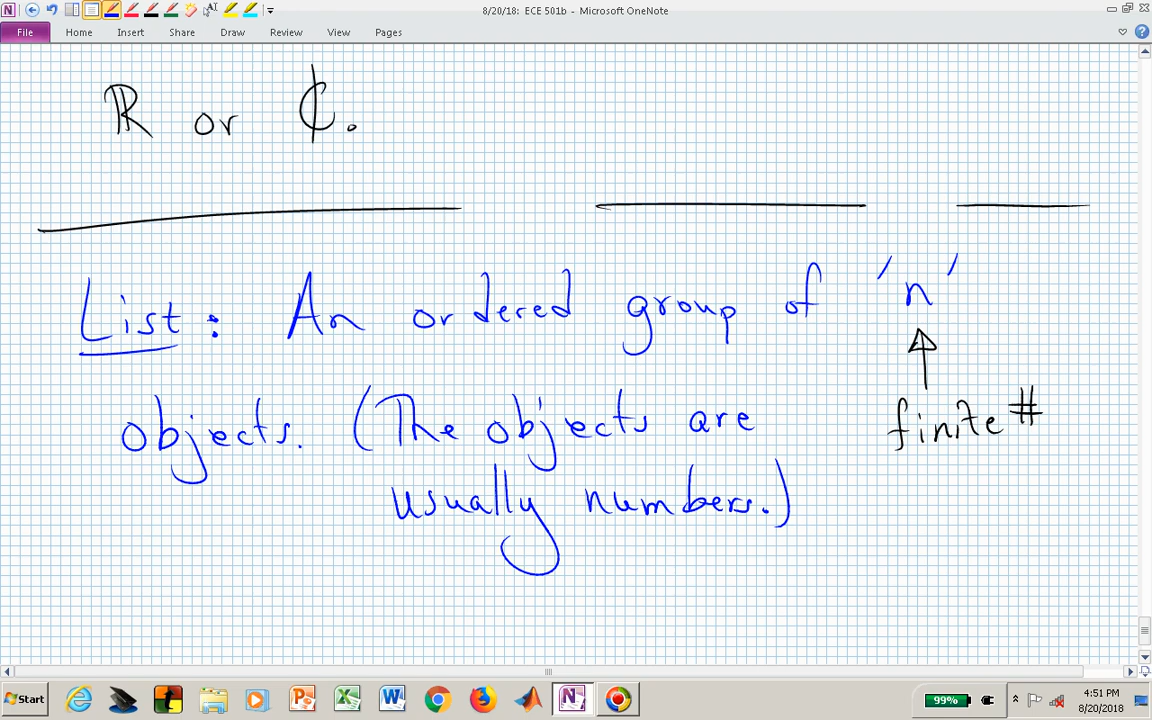 8/20/18: ECE 501b - Microsoft OneNote
File Home Insert Share Draw Review View Pages
ℝ or ℂ.
List: An ordered group of 'n'
objects. (The objects are
finite #
usually numbers.)
Start
99%
4:51 PM
8/20/2018